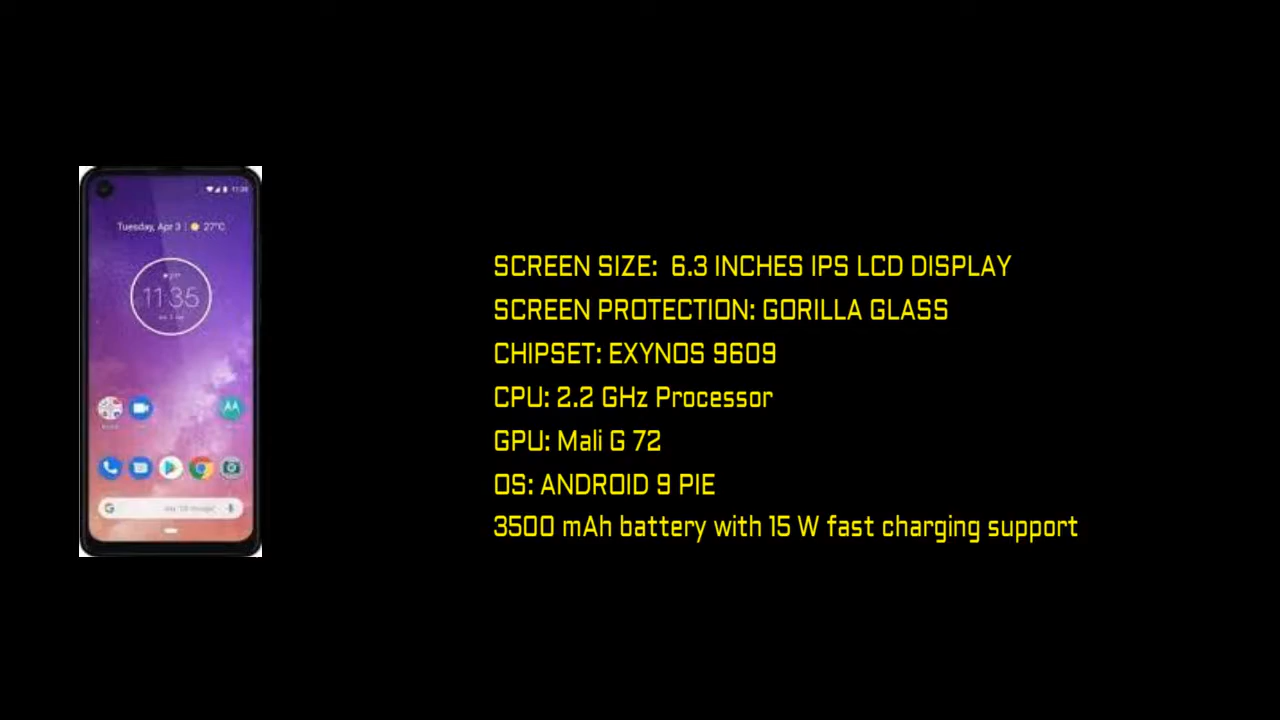 11:35
Tuesday, Apr 3 | 27°C
11:35
SCREEN SIZE:  6.3 INCHES IPS LCD DISPLAY
SCREEN PROTECTION: GORILLA GLASS
CHIPSET: EXYNOS 9609
CPU: 2.2 GHz Processor
GPU: Mali G 72
OS: ANDROID 9 PIE
3500 mAh battery with 15 W fast charging support